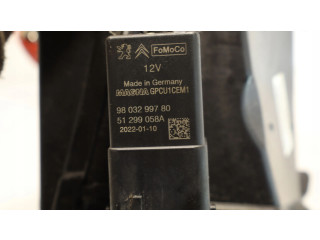 FoMoCo
12V
Made in Germany
MAGNA GPCU1CEM1
98 032 997 80
51 299 058A
2022-01-10